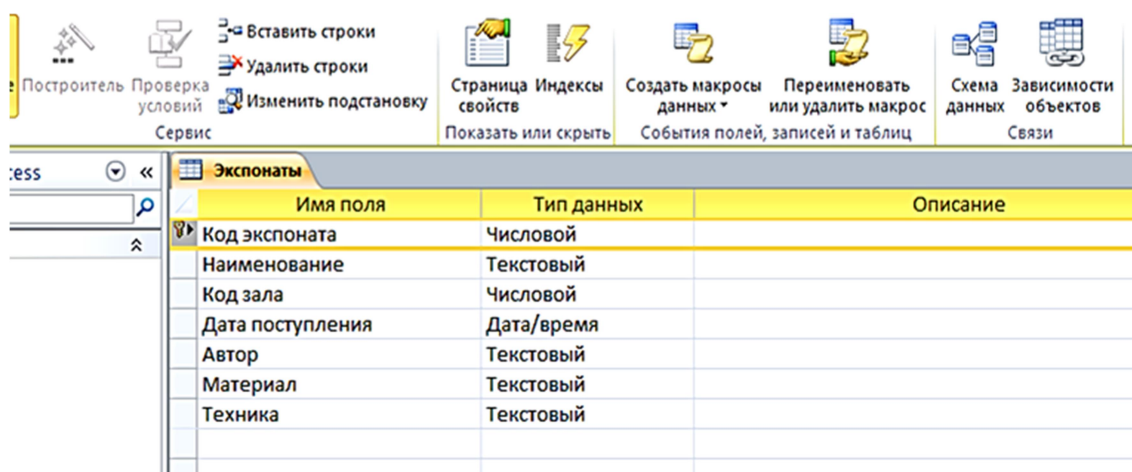 Построитель Проверка условий
Вставить строки
Удалить строки
Изменить подстановку
Сервис
Страница свойств
Индексы
Показать или скрыть
Создать макросы данных
Переименовать или удалить макрос
События полей, записей и таблиц
Схема данных
Зависимости объектов
Связи
Экспонаты
Имя поля Тип данных Описание
Код экспоната Числовой
Наименование Текстовый
Код зала Числовой
Дата поступления Дата/время
Автор Текстовый
Материал Текстовый
Техника Текстовый